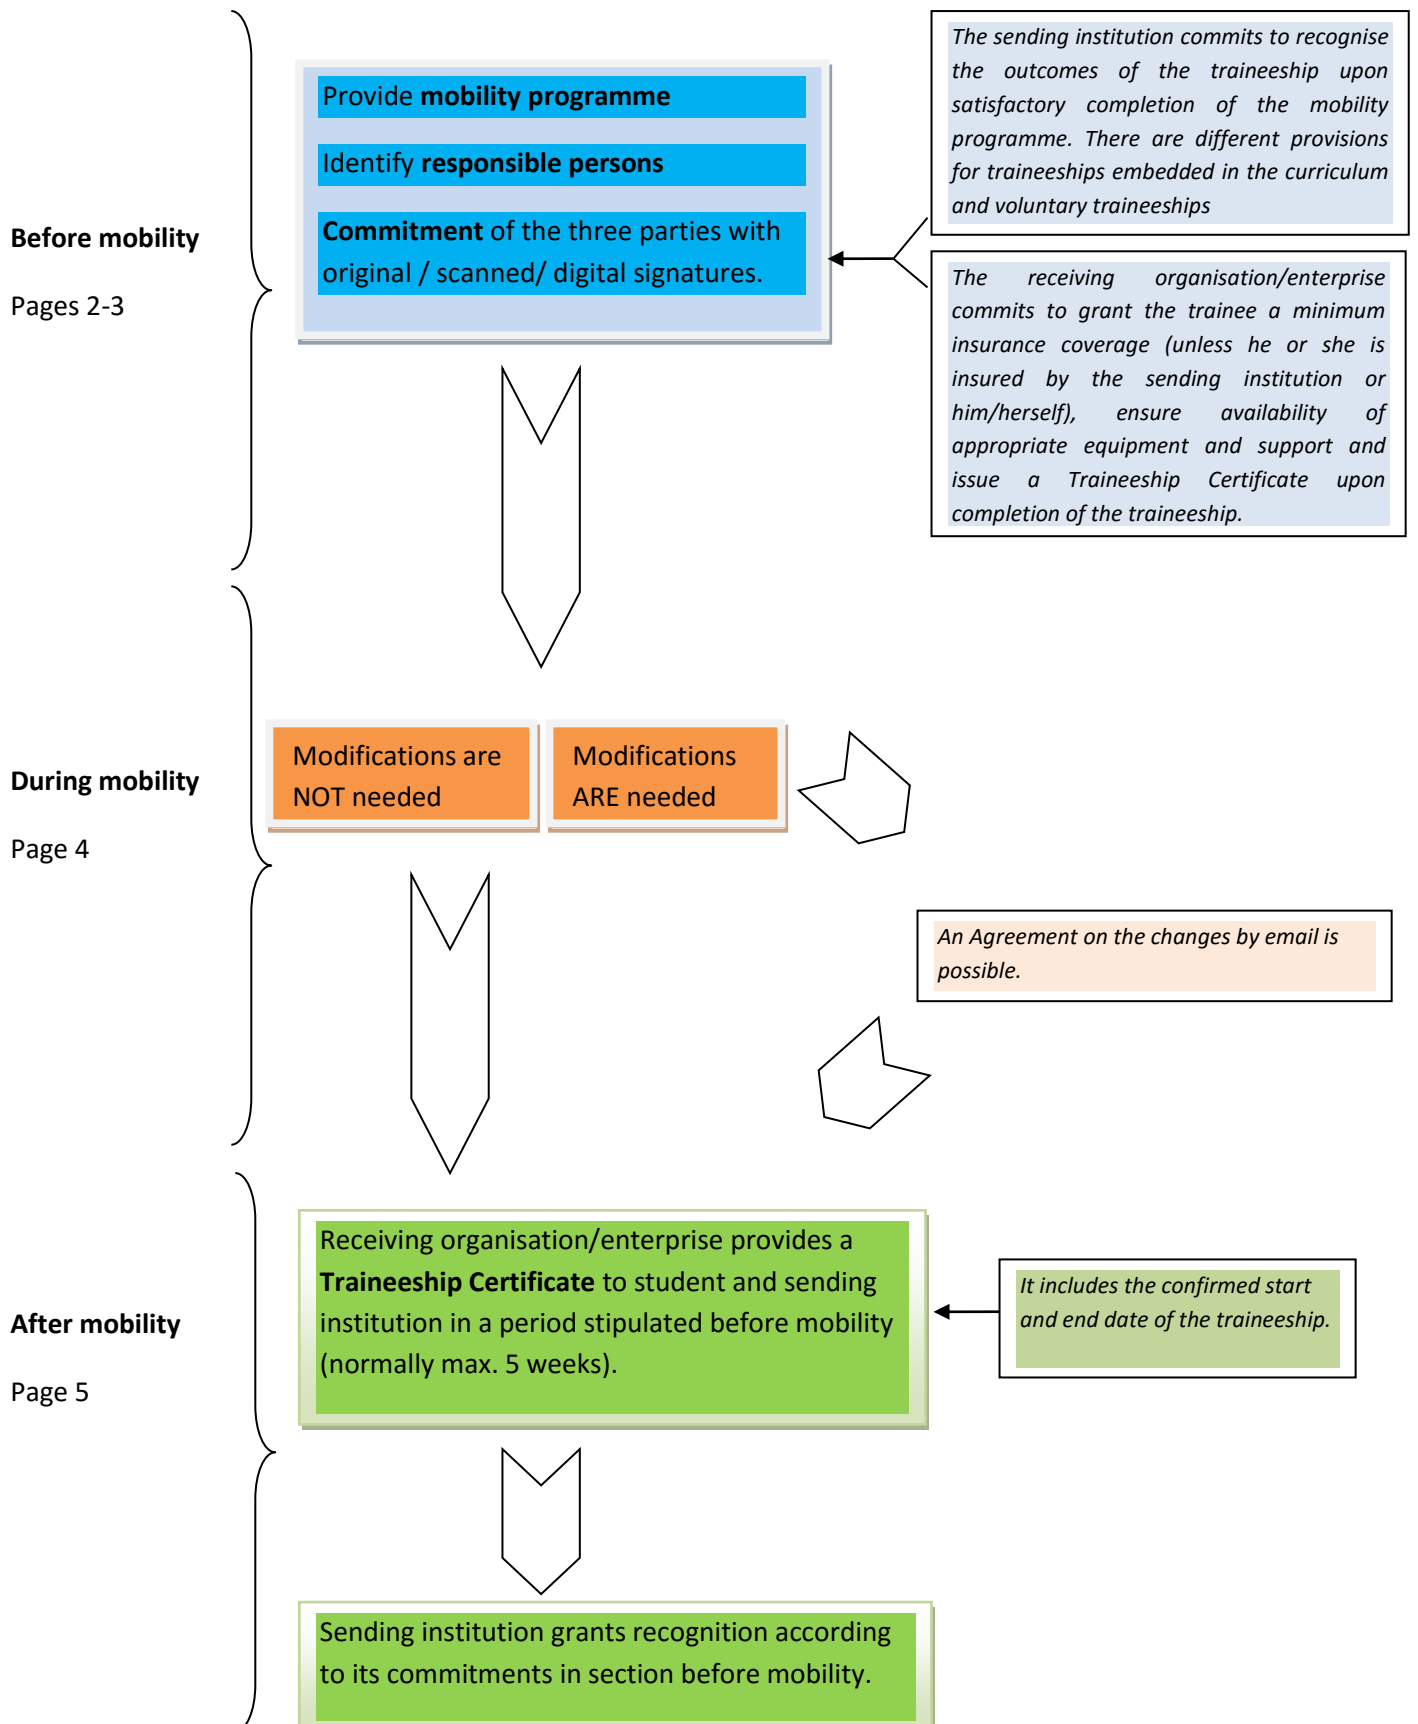 Before mobility
Pages 2-3
Provide mobility programme
Identify responsible persons
Commitment of the three parties with
original / scanned/ digital signatures.
The sending institution commits to recognise
the outcomes of the traineeship upon
satisfactory completion of the mobility
programme. There are different provisions
for traineeships embedded in the curriculum
and voluntary traineeships
The receiving organisation/enterprise
commits to grant the trainee a minimum
insurance coverage (unless he or she is
insured by the sending institution or
him/herself), ensure availability of
appropriate equipment and support and
issue a Traineeship Certificate upon
completion of the traineeship.
During mobility
Page 4
Modifications are
NOT needed
Modifications
ARE needed
An Agreement on the changes by email is
possible.
After mobility
Page 5
Receiving organisation/enterprise provides a
Traineeship Certificate to student and sending
institution in a period stipulated before mobility
(normally max. 5 weeks).
It includes the confirmed start
and end date of the traineeship.
Sending institution grants recognition according
to its commitments in section before mobility.